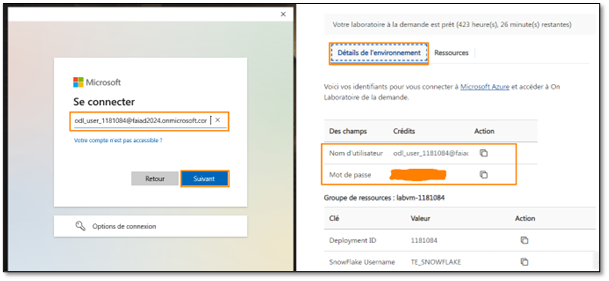 Microsoft
Se connecter
odl_user_1181084@faiad2024.onmicrosoft.cor
Votre compte n'est pas accessible ?
Retour
Suivant
Options de connexion
Votre laboratoire à la demande est prêt (423 heure(s), 26 minute(s) restantes)
Détails de l'environnement Ressources
Voici vos identifiants pour vous connecter à Microsoft Azure et accéder à On
Laboratoire de la demande.
Des champs Crédits Action
Nom d'utilisateur odl_user_1181084@faiac
Mot de passe
Groupe de ressources : labvm-1181084
Clé Valeur Action
Deployment ID 1181084
SnowFlake Username TE_SNOWFLAKE